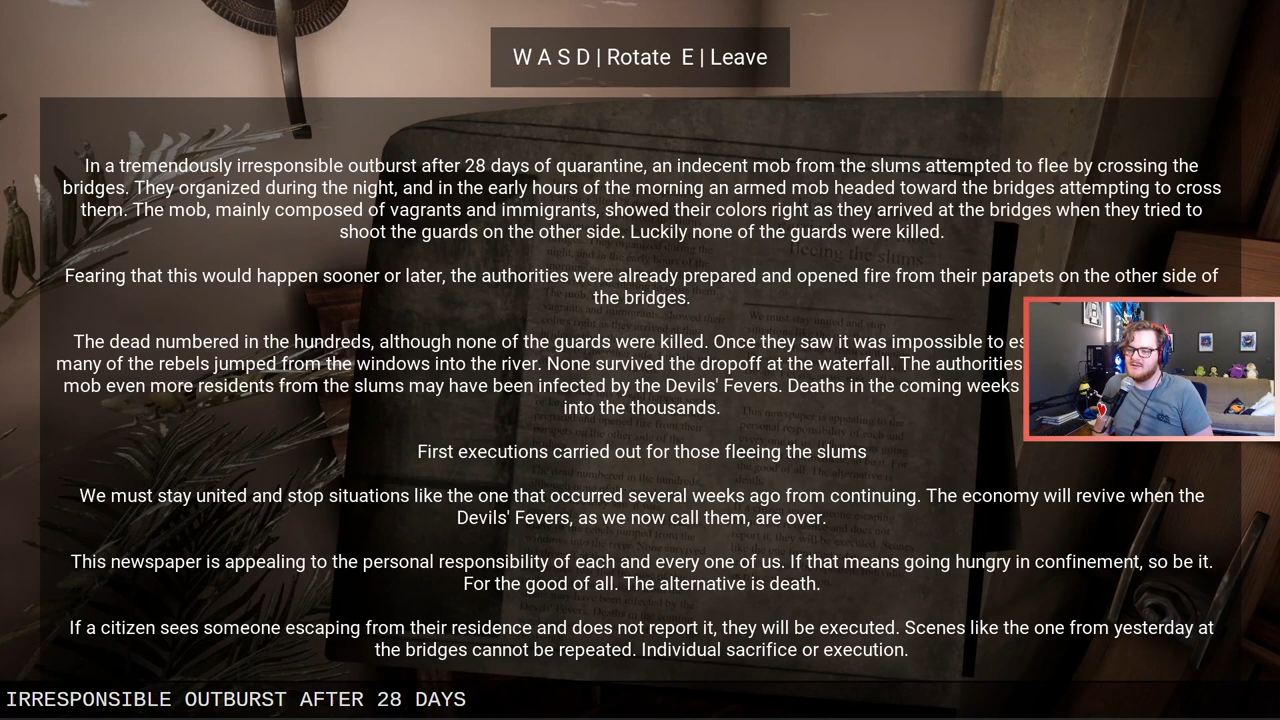 W A S D | Rotate E | Leave
In a tremendously irresponsible outburst after 28 days of quarantine, an indecent mob from the slums attempted to flee by crossing the
bridges. They organized during the night, and in the early hours of the morning an armed mob headed toward the bridges attempting to cross
them. The mob, mainly composed of vagrants and immigrants, showed their colors right as they arrived at the bridges when they tried to
shoot the guards on the other side. Luckily none of the guards were killed.
Fearing that this would happen sooner or later, the authorities were already prepared and opened fire from their parapets on the other side of
the bridges.
The dead numbered in the hundreds, although none of the guards were killed. Once they saw it was impossible to
many of the rebels jumped from the windows into the river. None survived the dropoff at the waterfall. The authorities
mob even more residents from the slums may have been infected by the Devils' Fevers. Deaths in the coming weeks
into the thousands.
First executions carried out for those fleeing the slums
We must stay united and stop situations like the one that occurred several weeks ago from continuing. The economy will revive when the
Devils' Fevers, as we now call them, are over.
This newspaper is appealing to the personal responsibility of each and every one of us. If that means going hungry in confinement, so be it.
For the good of all. The alternative is death.
If a citizen sees someone escaping from their residence and does not report it, they will be executed. Scenes like the one from yesterday at
the bridges cannot be repeated. Individual sacrifice or execution.
IRRESPONSIBLE OUTBURST AFTER 28 DAYS